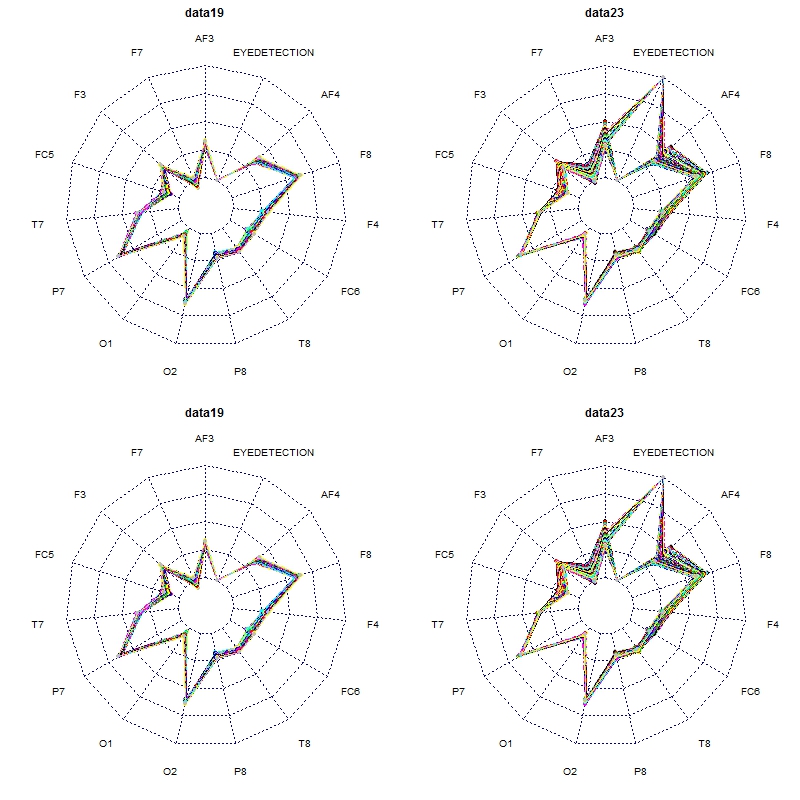 data19
AF3
EYEDETECTION
F7
AF4
F3
F8
FC5
F4
T7
FC6
P7
T8
O1
P8
O2
data23
AF3
EYEDETECTION
F7
AF4
F3
F8
FC5
F4
T7
FC6
P7
T8
O1
P8
O2
data19
AF3
EYEDETECTION
F7
AF4
F3
F8
FC5
F4
T7
FC6
P7
T8
O1
P8
O2
data23
AF3
EYEDETECTION
F7
AF4
F3
F8
FC5
F4
T7
FC6
P7
T8
O1
P8
O2